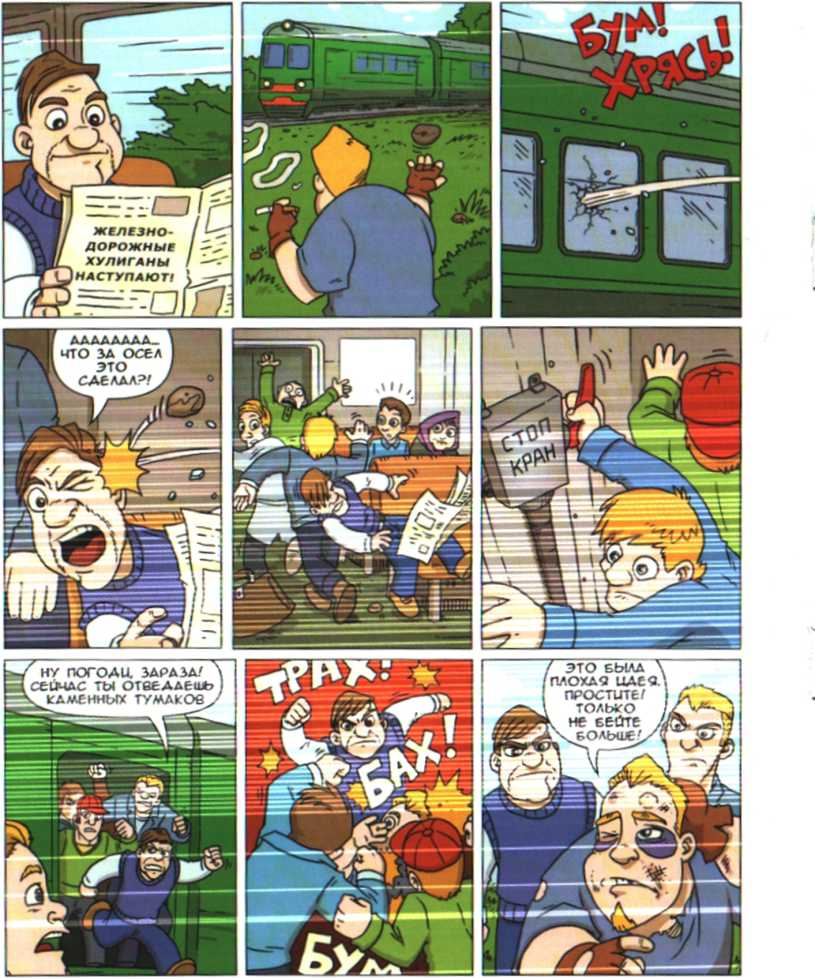 ЖЕЛЕЗНО-
ДОРОЖНЫЕ
ХУЛИГАНЫ
НАСТУПАЮТ!
БУМ!
ХРЯСЬ!
АААААААА...
ЧТО ЗА ОСЕЛ
ЭТО
СДЕЛАЛ?!
СТОП
КРАН
НУ ПОГОДИ, ЗАРАЗА!
СЕЙЧАС ТЫ ОТВЕДАЕШЬ
КАМЕННЫХ ТУМАКОВ
ТРАХ!
БАХ!
БУМ
ЭТО БЫЛА
ПЛОХАЯ ИДЕЯ.
ПРОСТИТЕ!
ТОЛЬКО
НЕ БЕЙТЕ
БОЛЬШЕ!